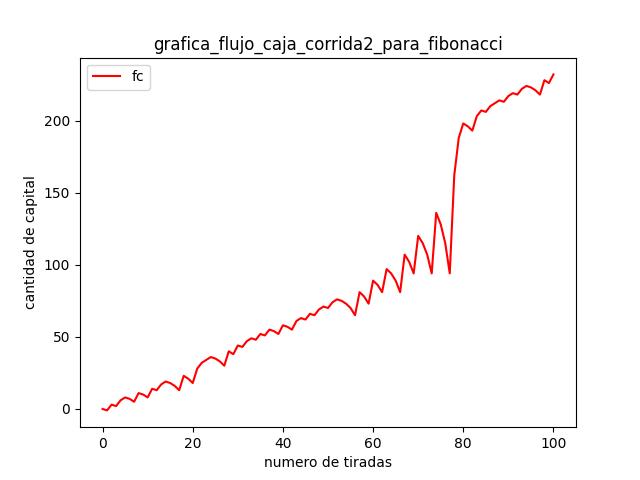 grafica_flujo_caja_corrida2_para_fibonacci
fc
cantidad de capital
200
150
100
50
0
0 20 40 60 80 100
numero de tiradas